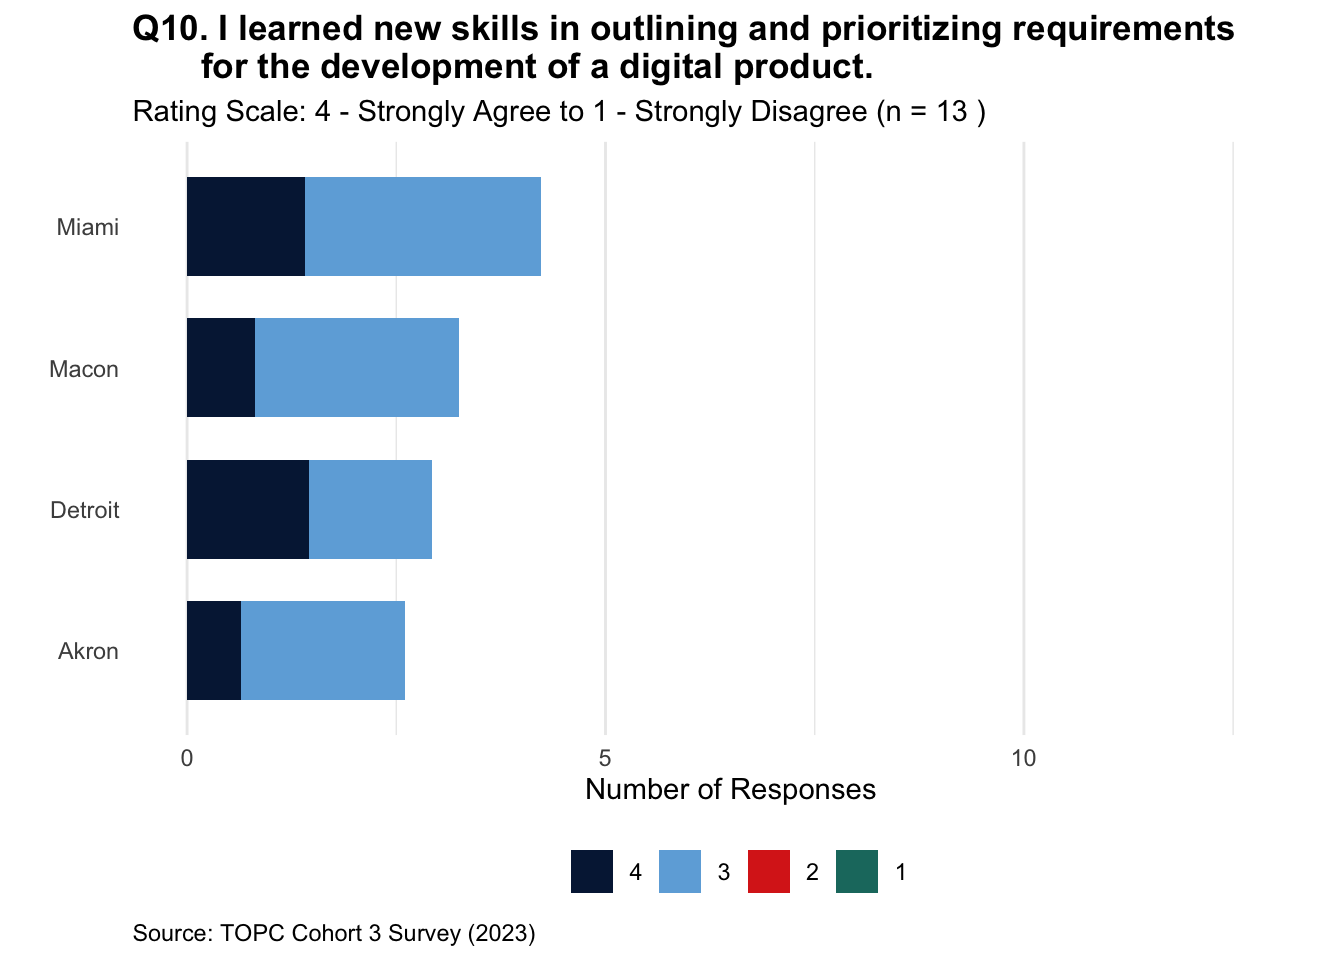 Q10. I learned new skills in outlining and prioritizing requirements
for the development of a digital product.
Rating Scale: 4 - Strongly Agree to 1 - Strongly Disagree (n = 13 )
Miami
Macon
Detroit
Akron
0 5 10
Number of Responses
4 3 2 1
Source: TOPC Cohort 3 Survey (2023)